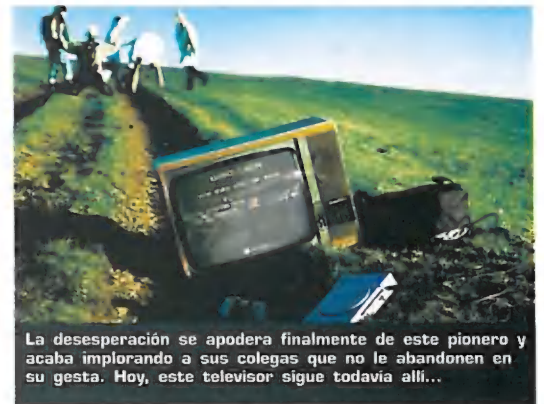 La desesperación se apodera finalmente de este pionero y
acaba implorando a sus colegas que no le abandonen en
su gesta. Hoy, este televisor sigue todavía allí...